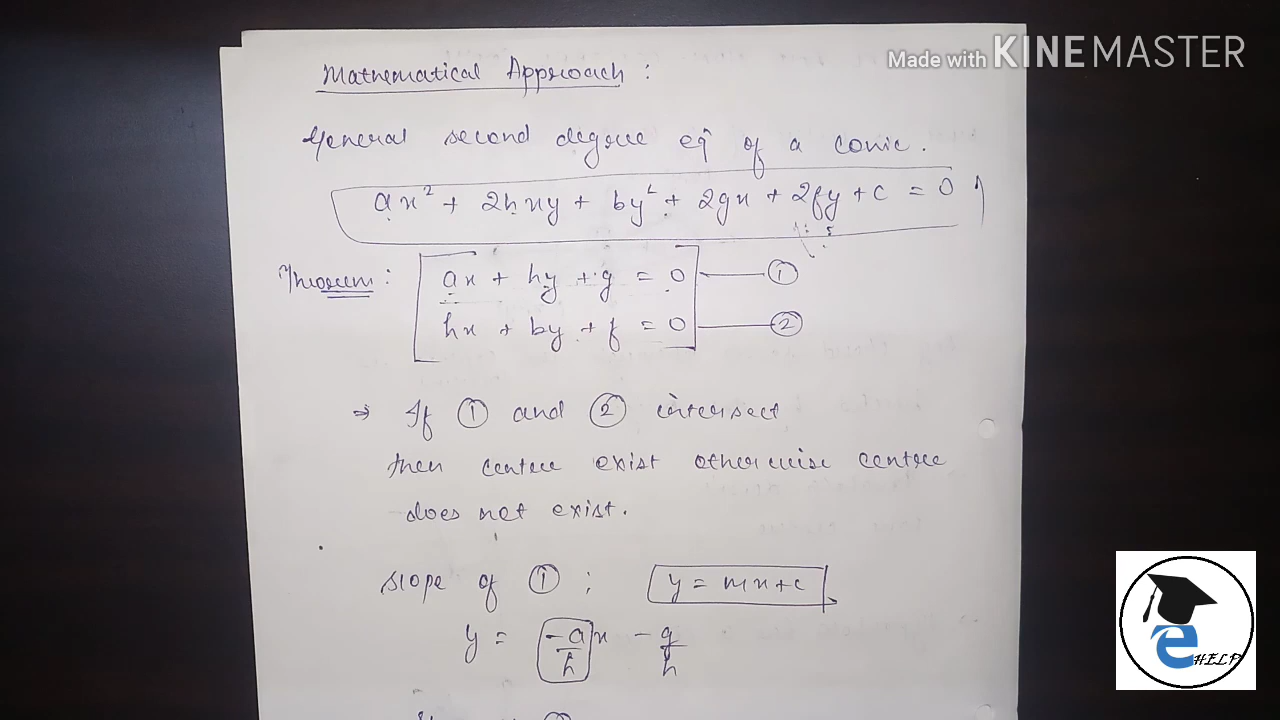 Made with KINEMASTER
Mathematical Approach :
General second degree eqn of a conic.
ax² + 2hxy + by² + 2gx + 2fy + c = 0
Theorem : ax + hy + g = 0 ①
hx + by + f = 0 ②
⇒ If ① and ② intersect
then centre exist otherwise centre
does not exist.
slope of ① ; y = mx+c
y = -a/h x - g/h
e HELP